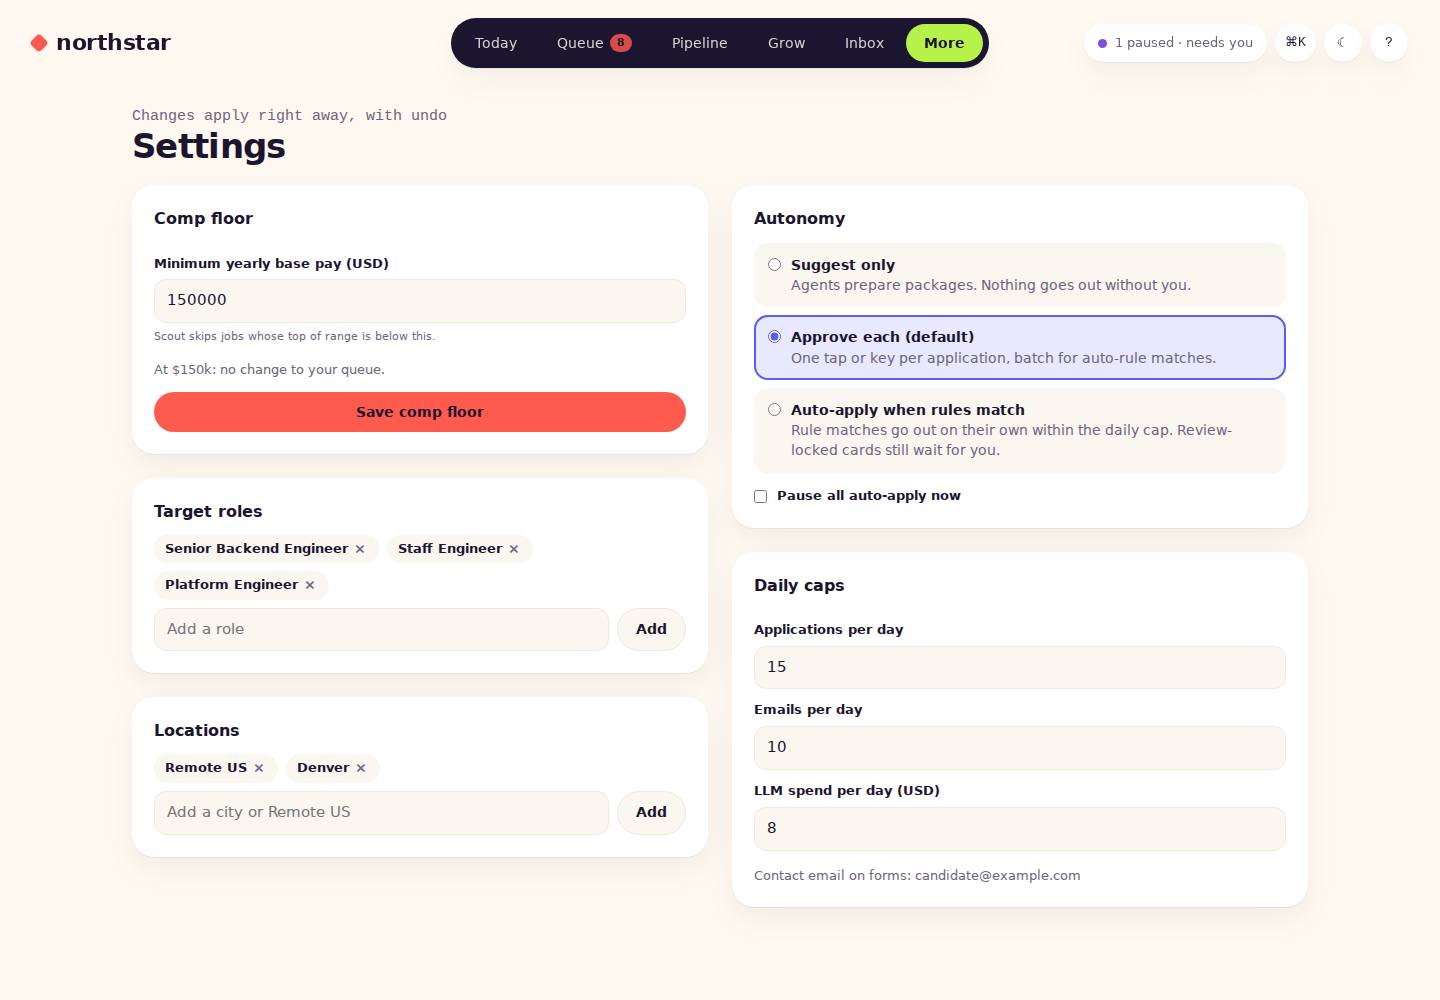 northstar
Today
Queue 8
Pipeline
Grow
Inbox
More
1 paused · needs you
⌘K
☾
?
Changes apply right away, with undo
Settings
Comp floor
Minimum yearly base pay (USD)
150000
Scout skips jobs whose top of range is below this.
At $150k: no change to your queue.
Save comp floor
Target roles
Senior Backend Engineer ✕
Staff Engineer ✕
Platform Engineer ✕
Add a role
Add
Locations
Remote US ✕
Denver ✕
Add a city or Remote US
Add
Autonomy
Suggest only
Agents prepare packages. Nothing goes out without you.
Approve each (default)
One tap or key per application, batch for auto-rule matches.
Auto-apply when rules match
Rule matches go out on their own within the daily cap. Review-
locked cards still wait for you.
Pause all auto-apply now
Daily caps
Applications per day
15
Emails per day
10
LLM spend per day (USD)
8
Contact email on forms: candidate@example.com